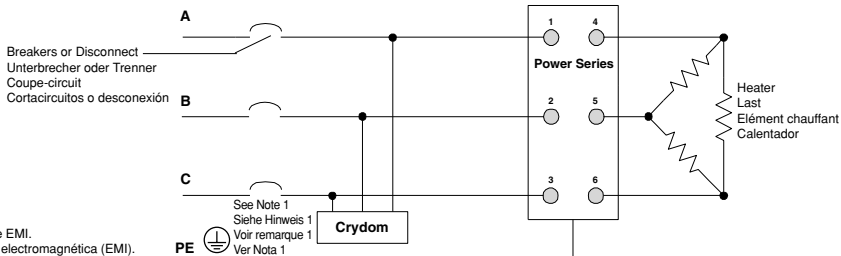 A
Breakers or Disconnect
Unterbrecher oder Trenner
Coupe-circuit
Cortacircuitos o desconexión
B
C
See Note 1
Siehe Hinweis 1
Voir remarque 1
Ver Nota 1
PE
e EMI.
electromagnética (EMI).
Crydom
1 4
Power Series
2 5
3 6
Heater
Last
Elément chauffant
Calentador